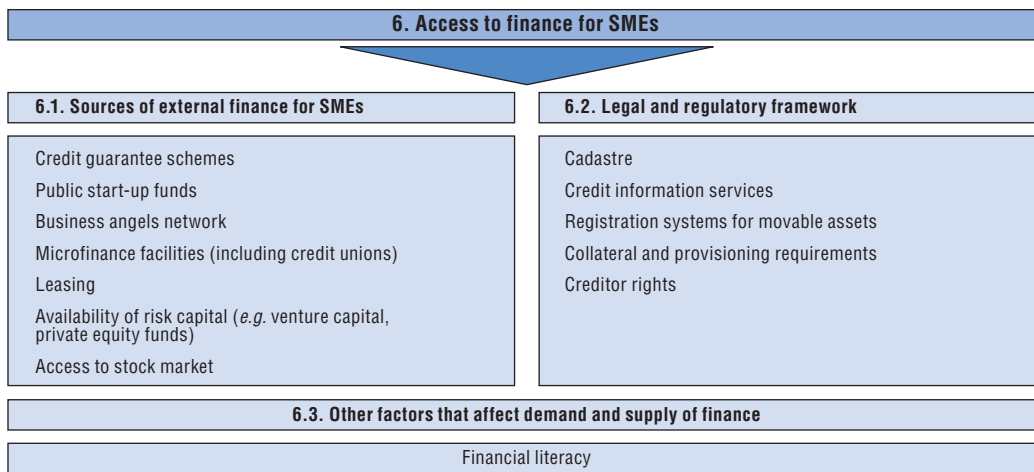 6. Access to finance for SMEs
6.1. Sources of external finance for SMEs
Credit guarantee schemes
Public start-up funds
Business angels network
Microfinance facilities (including credit unions)
Leasing
Availability of risk capital (e.g. venture capital,
private equity funds)
Access to stock market
6.2. Legal and regulatory framework
Cadastre
Credit information services
Registration systems for movable assets
Collateral and provisioning requirements
Creditor rights
6.3. Other factors that affect demand and supply of finance
Financial literacy